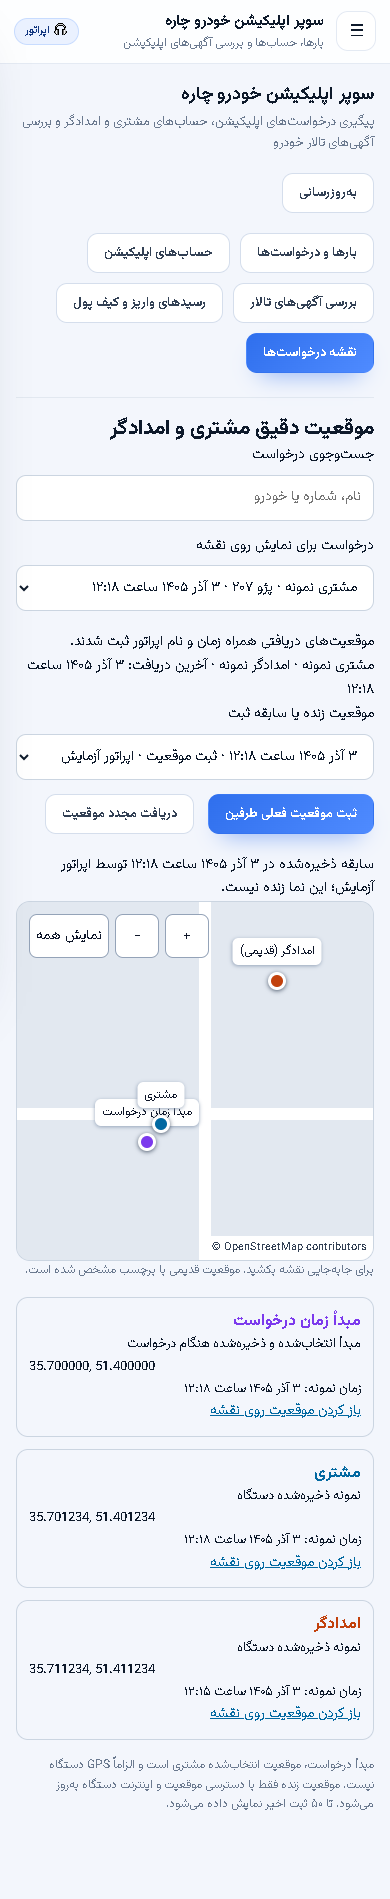 ☰
سوپر اپلیکیشن خودرو چاره
بارها، حساب‌ها و بررسی آگهی‌های اپلیکیشن
🎧 اپراتور
سوپر اپلیکیشن خودرو چاره
پیگیری درخواست‌های اپلیکیشن، حساب‌های مشتری و امدادگر و بررسی
آگهی‌های تالار خودرو
به‌روزرسانی
بارها و درخواست‌ها
حساب‌های اپلیکیشن
بررسی آگهی‌های تالار
رسیدهای واریز و کیف پول
نقشه درخواست‌ها
موقعیت دقیق مشتری و امدادگر
جست‌وجوی درخواست
نام، شماره یا خودرو
درخواست برای نمایش روی نقشه
مشتری نمونه · پژو ۲۰۷ · ۳ آذر ۱۴۰۵ ساعت ۱۲:۱۸
موقعیت‌های دریافتی همراه زمان و نام اپراتور ثبت شدند.
مشتری نمونه · امدادگر نمونه · آخرین دریافت: ۳ آذر ۱۴۰۵ ساعت
۱۲:۱۸
موقعیت زنده یا سابقه ثبت
۳ آذر ۱۴۰۵ ساعت ۱۲:۱۸ · ثبت موقعیت · اپراتور آزمایش
ثبت موقعیت فعلی طرفین
دریافت مجدد موقعیت
سابقه ذخیره‌شده در ۳ آذر ۱۴۰۵ ساعت ۱۲:۱۸ توسط اپراتور
آزمایش؛ این نما زنده نیست.
+
−
نمایش همه
امدادگر (قدیمی)
مشتری
مبدأ زمان درخواست
© OpenStreetMap contributors
برای جابه‌جایی نقشه بکشید. موقعیت قدیمی با برچسب مشخص شده است.
مبدأ زمان درخواست
مبدأ انتخاب‌شده و ذخیره‌شده هنگام درخواست
35.700000, 51.400000
زمان نمونه: ۳ آذر ۱۴۰۵ ساعت ۱۲:۱۸
باز کردن موقعیت روی نقشه
مشتری
نمونه ذخیره‌شده دستگاه
35.701234, 51.401234
زمان نمونه: ۳ آذر ۱۴۰۵ ساعت ۱۲:۱۸
باز کردن موقعیت روی نقشه
امدادگر
نمونه ذخیره‌شده دستگاه
35.711234, 51.411234
زمان نمونه: ۳ آذر ۱۴۰۵ ساعت ۱۲:۱۵
باز کردن موقعیت روی نقشه
مبدأ درخواست، موقعیت انتخاب‌شده مشتری است و الزاماً GPS دستگاه
نیست. موقعیت زنده فقط با دسترسی موقعیت و اینترنت دستگاه به‌روز
می‌شود. تا ۵۰ ثبت اخیر نمایش داده می‌شود.